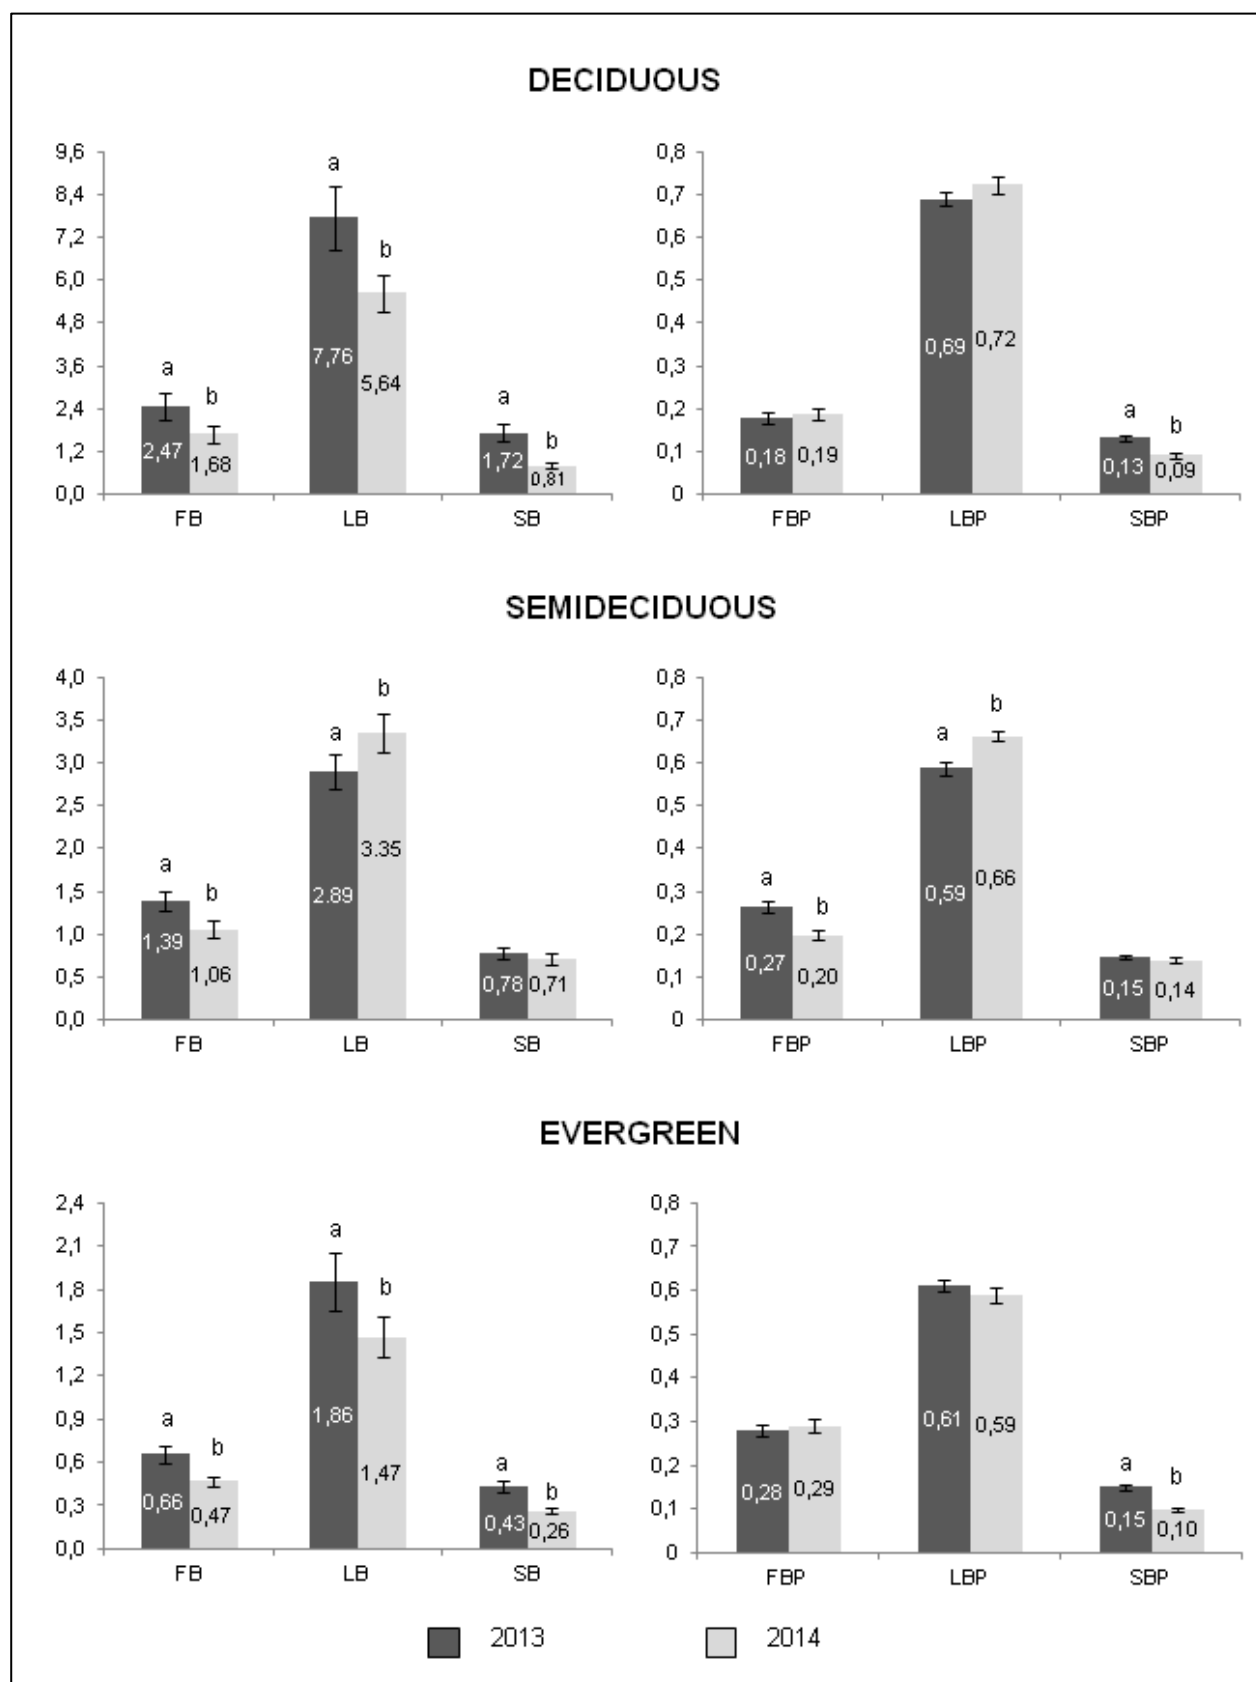 DECIDUOUS
9,6
8,4
7,2
6,0
4,8
3,6
2,4
1,2
0,0
a
b
a
b
a
b
2,47
1,68
7,76
5,64
1,72
0,81
FB LB SB
0,8
0,7
0,6
0,5
0,4
0,3
0,2
0,1
0
a
b
0,18
0,19
0,69
0,72
0,13
0,09
FBP LBP SBP
SEMIDECIDUOUS
4,0
3,5
3,0
2,5
2,0
1,5
1,0
0,5
0,0
a
b
a
b
1,39
1,06
2.89
3.35
0,78
0,71
FB LB SB
0,8
0,7
0,6
0,5
0,4
0,3
0,2
0,1
0
a
b
a
b
0,27
0,20
0,59
0,66
0,15
0,14
FBP LBP SBP
EVERGREEN
2,4
2,1
1,8
1,5
1,2
0,9
0,6
0,3
0,0
a
b
a
b
a
b
0,66
0,47
1,86
1,47
0,43
0,26
FB LB SB
0,8
0,7
0,6
0,5
0,4
0,3
0,2
0,1
0
a
b
0,28
0,29
0,61
0,59
0,15
0,10
FBP LBP SBP
2013 2014